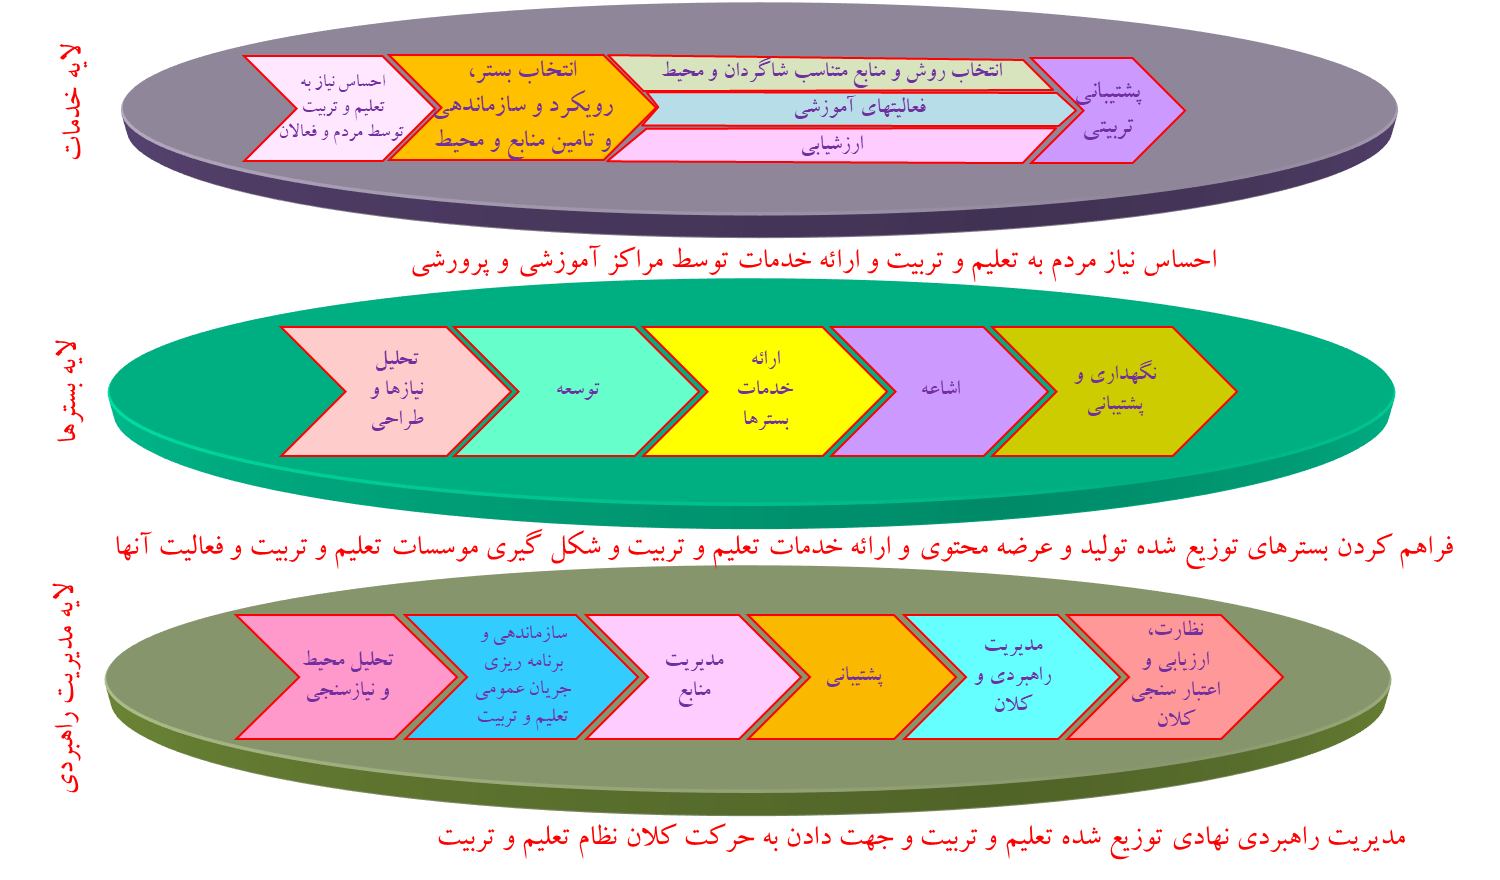 لایه خدمات
احساس نیاز به
تعلیم و تربیت
توسط مردم و فعالان
انتخاب بستر،
رویکرد و سازماندهی
و تامین منابع و محیط
انتخاب روش و منابع متناسب شاگردان و محیط
فعالیتهای آموزشی
ارزشیابی
پشتیبانی
تربیتی
احساس نیاز مردم به تعلیم و تربیت و ارائه خدمات توسط مراکز آموزشی و پرورشی
لایه بسترها
تحلیل
نیازها و
طراحی
توسعه
ارائه
خدمات
بسترها
اشاعه
نگهداری و
پشتیبانی
فراهم کردن بسترهای توزیع شده تولید و عرضه محتوی و ارائه خدمات تعلیم و تربیت و شکل گیری موسسات تعلیم و تربیت و فعالیت آنها
لایه مدیریت راهبردی
تحلیل محیط
و نیازسنجی
سازماندهی و
برنامه ریزی
جریان عمومی
تعلیم و تربیت
مدیریت
منابع
پشتیبانی
مدیریت
راهبردی و
کلان
نظارت،
ارزیابی و
اعتبار سنجی
کلان
مدیریت راهبردی نهادی توزیع شده تعلیم و تربیت و جهت دادن به حرکت کلان نظام تعلیم و تربیت